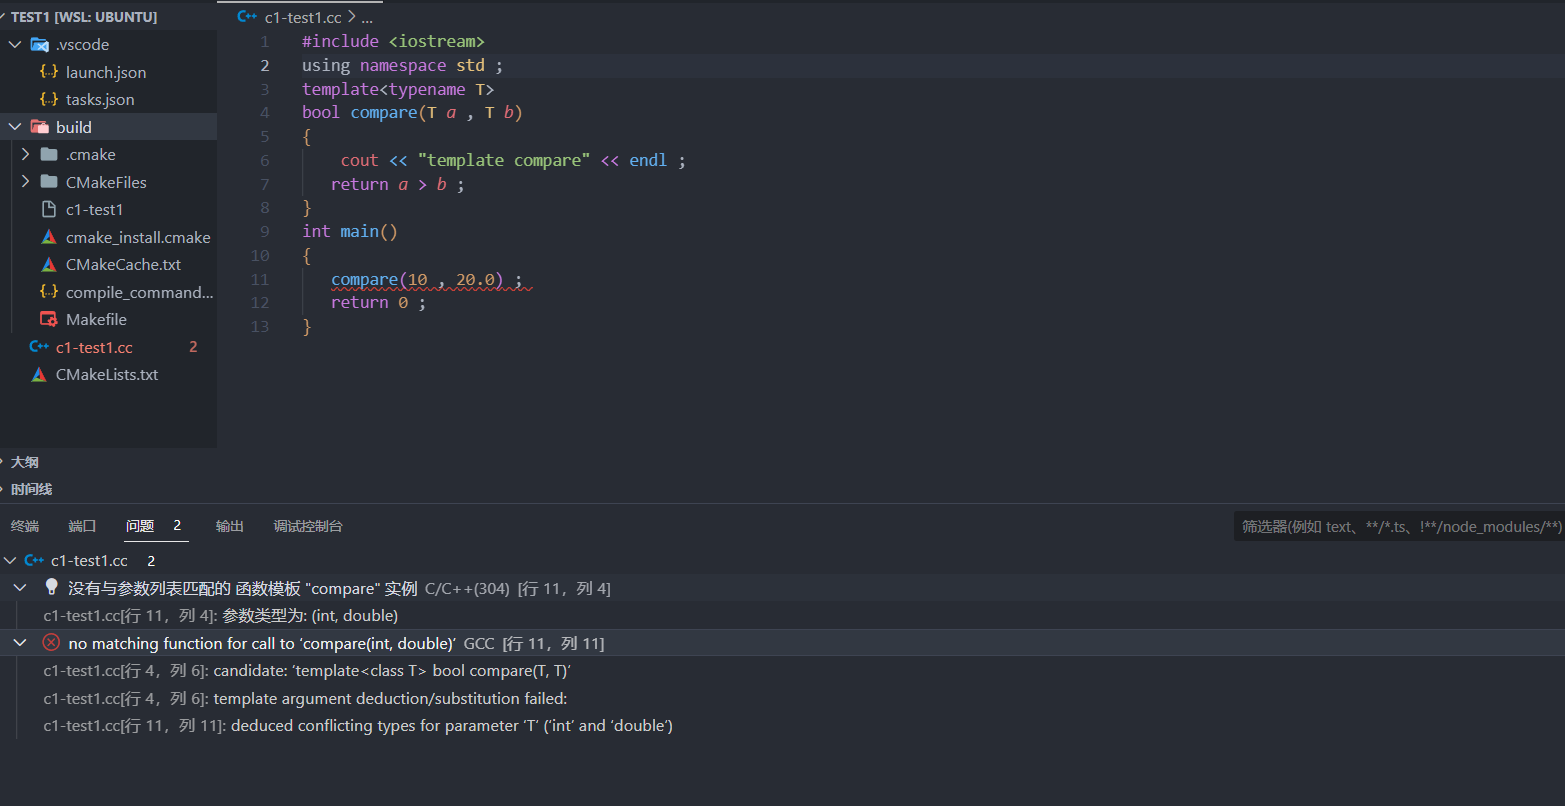 TEST1 [WSL: UBUNTU]
.vscode
launch.json
tasks.json
build
.cmake
CMakeFiles
c1-test1
cmake_install.cmake
CMakeCache.txt
compile_command...
Makefile
c1-test1.cc 2
CMakeLists.txt
大纲
时间线
c1-test1.cc > ...
1 #include <iostream>
2 using namespace std ;
3 template<typename T>
4 bool compare(T a , T b)
5 {
6 cout << "template compare" << endl ;
7 return a > b ;
8 }
9 int main()
10 {
11 compare(10 , 20.0) ;
12 return 0 ;
13 }
终端 端口 问题 2 输出 调试控制台 筛选器(例如 text、**/*.ts、!**/node_modules/**)
c1-test1.cc 2
没有与参数列表匹配的 函数模板 "compare" 实例 C/C++(304) [行 11，列 4]
c1-test1.cc[行 11，列 4]: 参数类型为: (int, double)
no matching function for call to ‘compare(int, double)’ GCC [行 11，列 11]
c1-test1.cc[行 4，列 6]: candidate: ‘template<class T> bool compare(T, T)’
c1-test1.cc[行 4，列 6]: template argument deduction/substitution failed:
c1-test1.cc[行 11，列 11]: deduced conflicting types for parameter ‘T’ (‘int’ and ‘double’)